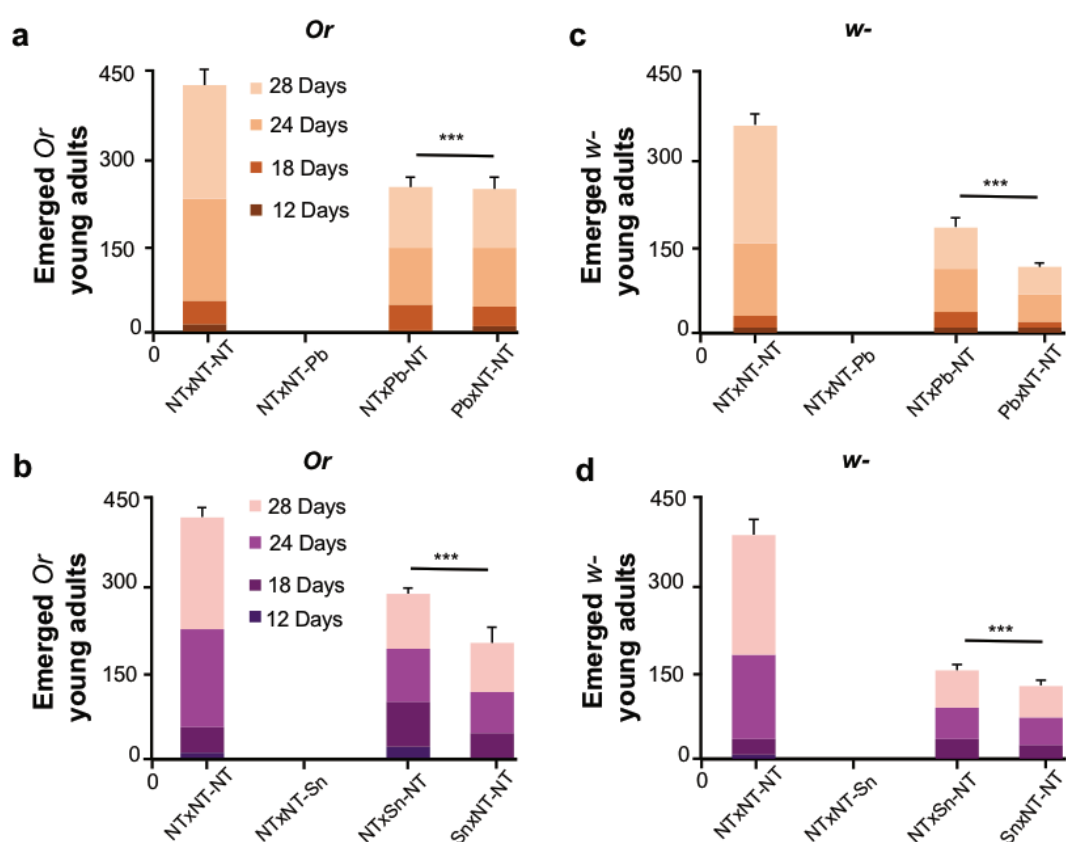 a
Or
Emerged Or
young adults
450
300
150
0
0
28 Days
24 Days
18 Days
12 Days
***
NTxNT-NT
NTxNT-Pb
NTxPb-NT
PbxNT-NT
c
w-
Emerged w-
young adults
450
300
150
0
0
***
NTxNT-NT
NTxNT-Pb
NTxPb-NT
PbxNT-NT
b
Or
Emerged Or
young adults
450
300
150
0
0
28 Days
24 Days
18 Days
12 Days
***
NTxNT-NT
NTxNT-Sn
NTxSn-NT
SnxNT-NT
d
w-
Emerged w-
young adults
450
300
150
0
0
***
NTxNT-NT
NTxNT-Sn
NTxSn-NT
SnxNT-NT